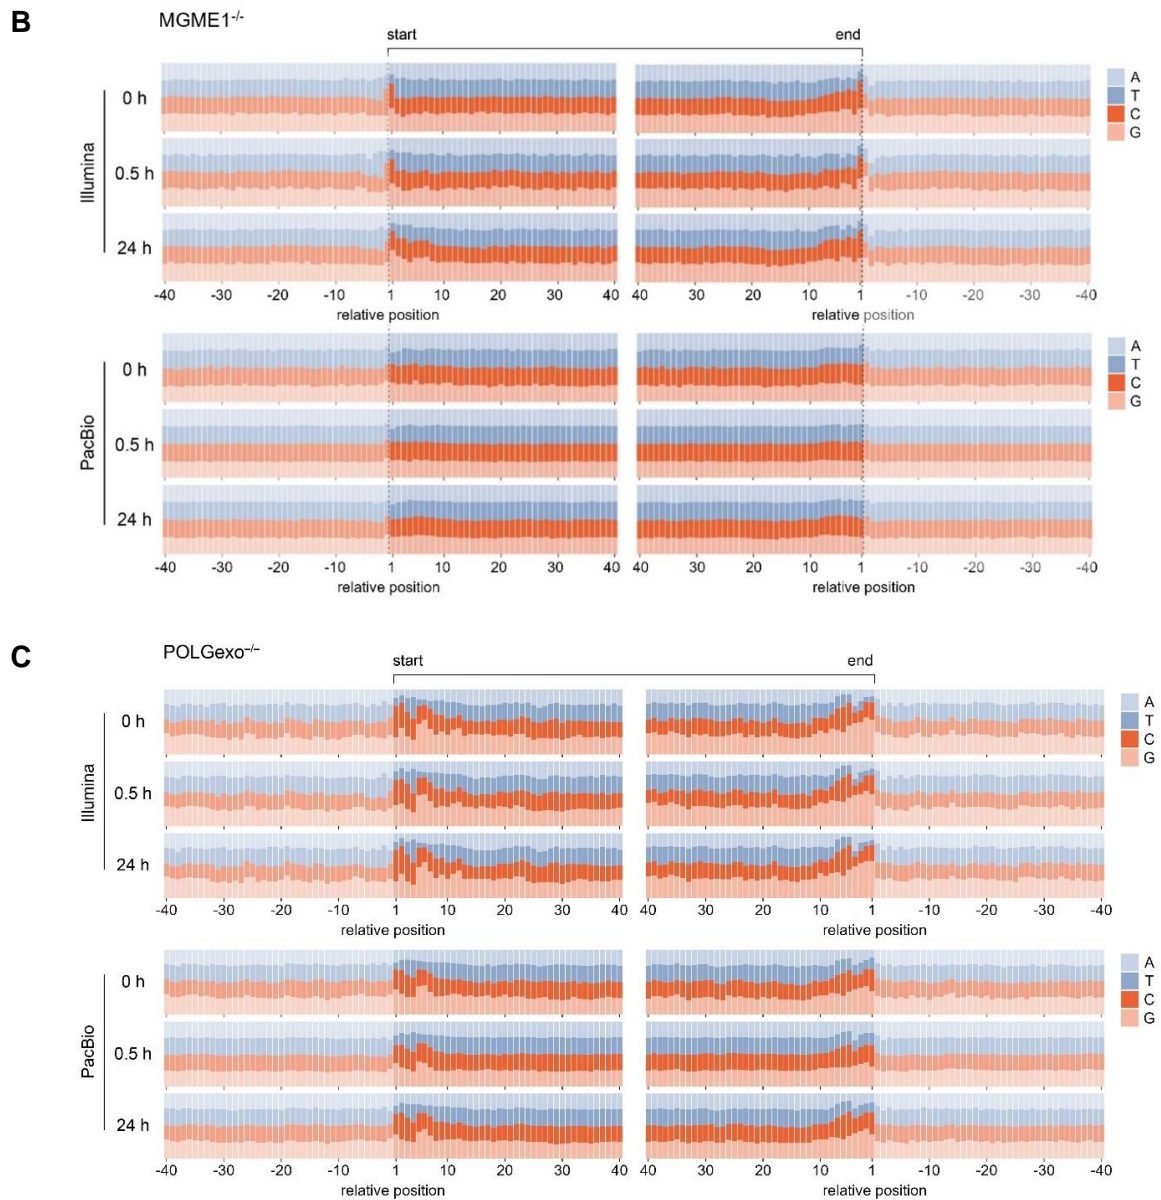 B
MGME1-/-
start end
Illumina
0 h
0.5 h
24 h
A
T
C
G
-40 -30 -20 -10 1 10 20 30 40 40 30 20 10 1 -10 -20 -30 -40
relative position relative position
PacBio
0 h
0.5 h
24 h
A
T
C
G
-40 -30 -20 -10 1 10 20 30 40 40 30 20 10 1 -10 -20 -30 -40
relative position relative position
C
POLGexo-/-
start end
Illumina
0 h
0.5 h
24 h
A
T
C
G
-40 -30 -20 -10 1 10 20 30 40 40 30 20 10 1 -10 -20 -30 -40
relative position relative position
PacBio
0 h
0.5 h
24 h
A
T
C
G
-40 -30 -20 -10 1 10 20 30 40 40 30 20 10 1 -10 -20 -30 -40
relative position relative position